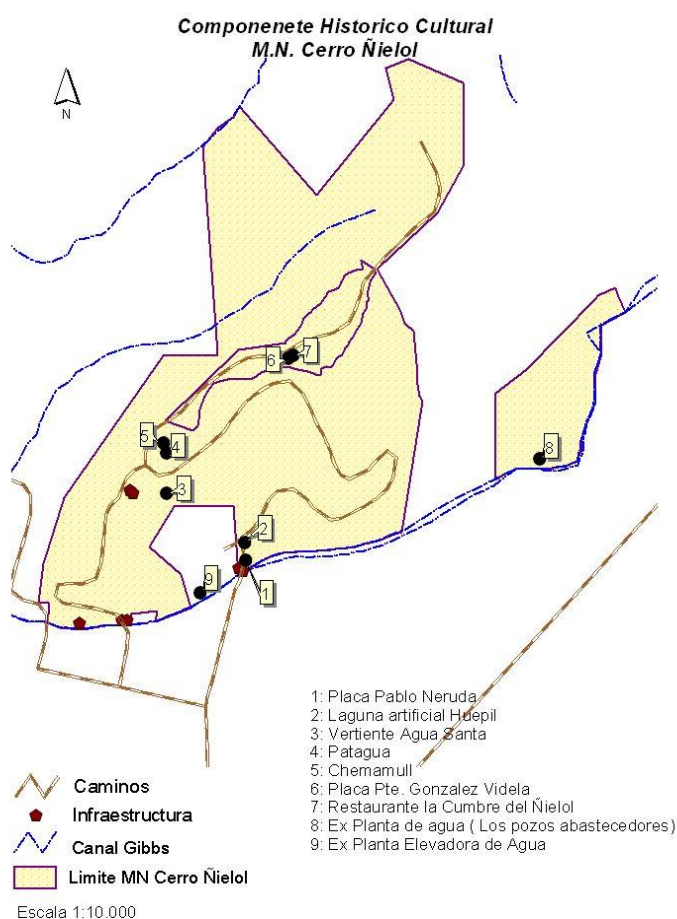 Componenete Historico Cultural
M.N. Cerro Ñielol
N
6
7
5
4
8
3
2
9
1
1: Placa Pablo Neruda
2: Laguna artificial Huepil
3: Vertiente Agua Santa
4: Patagua
5: Chemamull
6: Placa Pte. Gonzalez Videla
7: Restaurante la Cumbre del Ñielol
8: Ex Planta de agua ( Los pozos abastecedores)
9: Ex Planta Elevadora de Agua
Caminos
Infraestructura
Canal Gibbs
Limite MN Cerro Ñielol
Escala 1:10.000